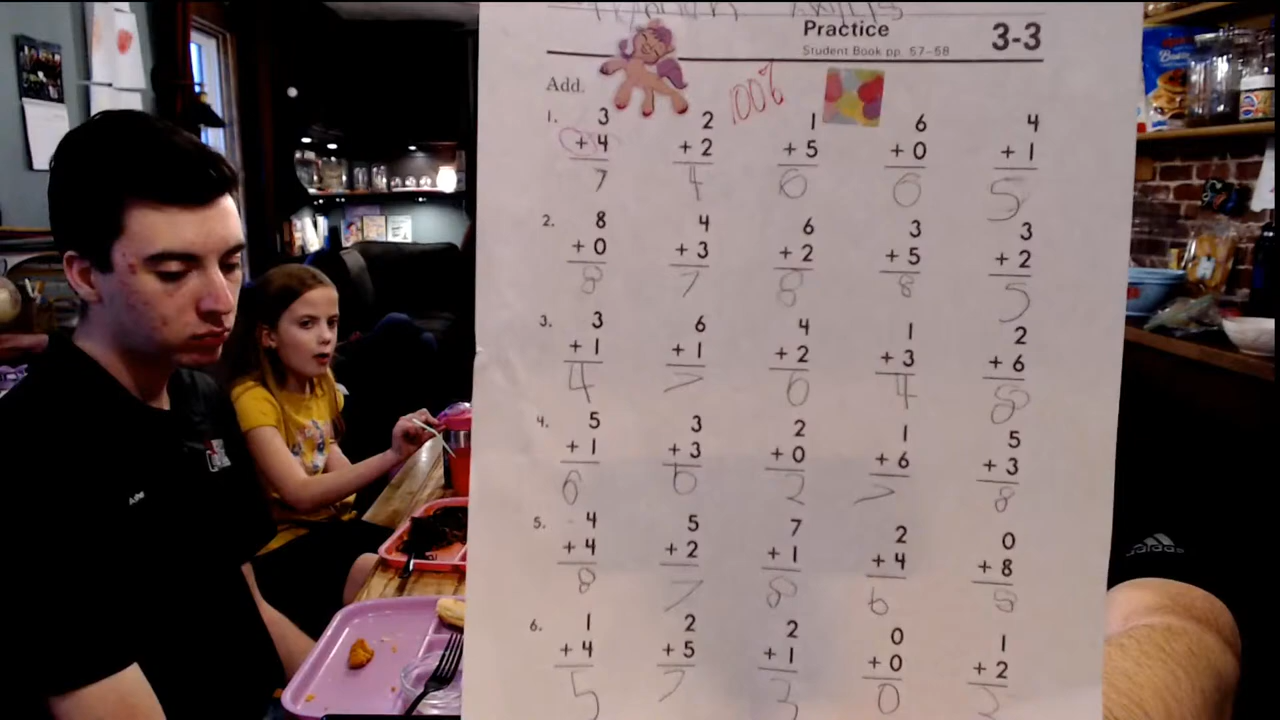 Practice 3-3
Student Book pp. 57-58
Add.
100%
1. 3 2 1 6 4
+ 4 + 2 + 5 + 0 + 1
7 4 6 6 5
2. 8 4 6 3 3
+ 0 + 3 + 2 + 5 + 2
8 7 8 8 5
3. 3 6 4 1 2
+ 1 + 1 + 2 + 3 + 6
4 7 6 4 8
4. 5 3 2 1 5
+ 1 + 3 + 0 + 6 + 3
6 6 2 7 8
5. 4 5 7 2 0
+ 4 + 2 + 1 + 4 + 8
8 7 8 6 8
6. 1 2 2 0 1
+ 4 + 5 + 1 + 0 + 2
5 7 3 0 3
adidas